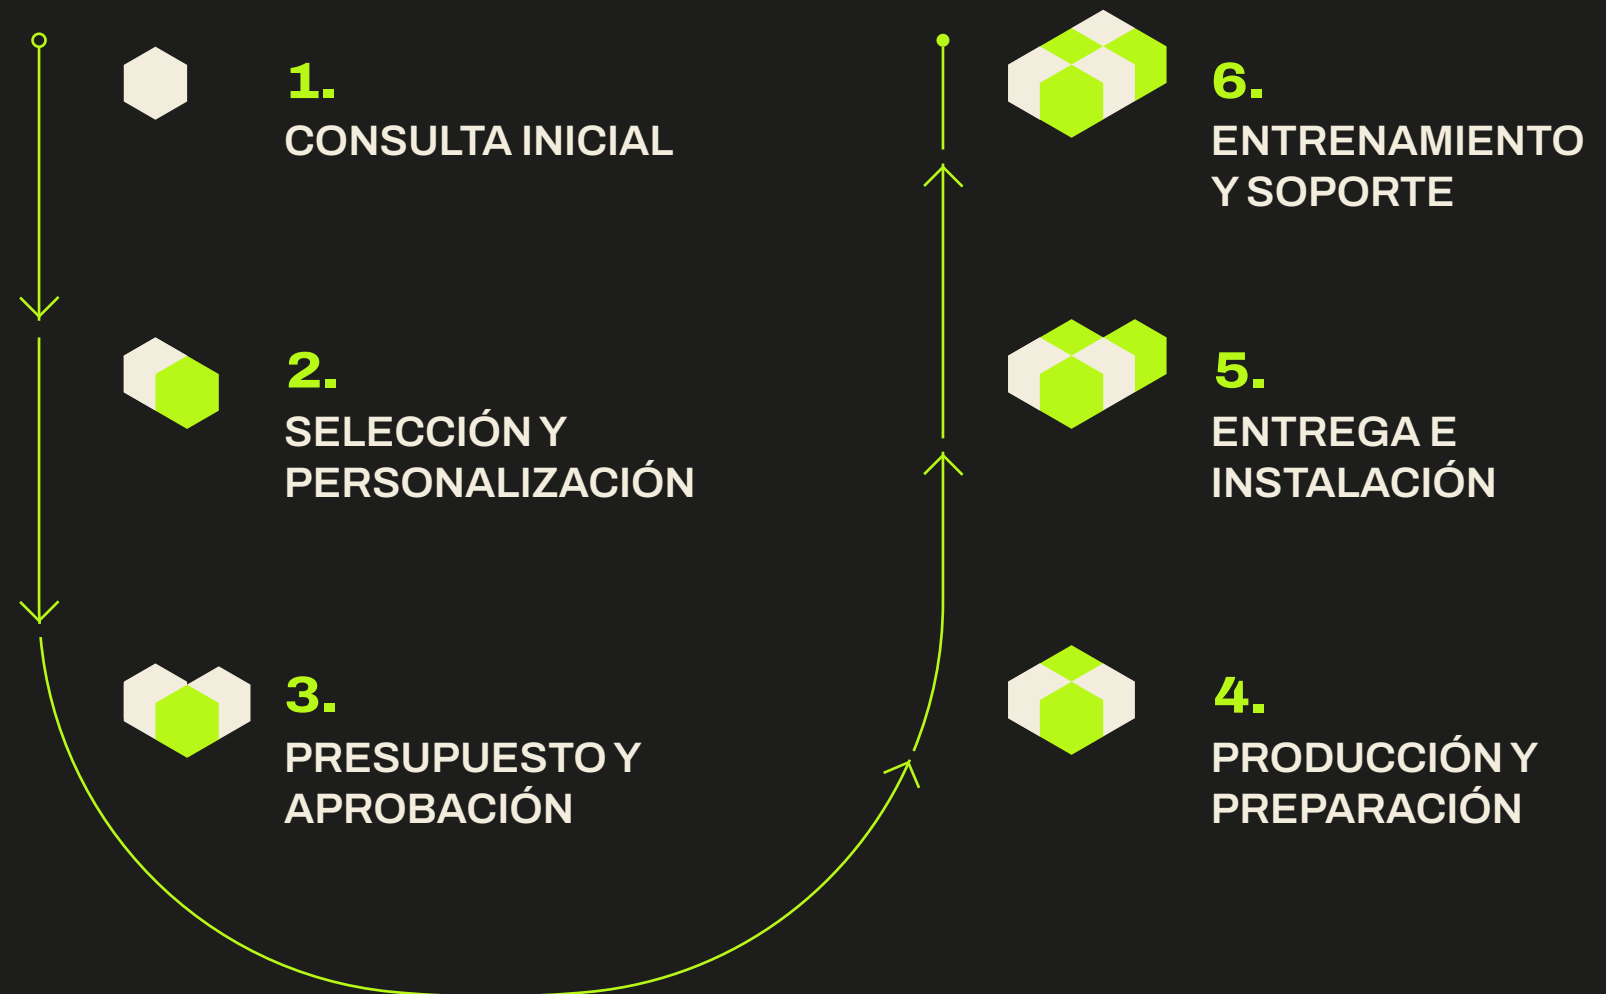 1.
CONSULTA INICIAL
2.
SELECCIÓN Y
PERSONALIZACIÓN
3.
PRESUPUESTO Y
APROBACIÓN
4.
PRODUCCIÓN Y
PREPARACIÓN
5.
ENTREGA E
INSTALACIÓN
6.
ENTRENAMIENTO
Y SOPORTE